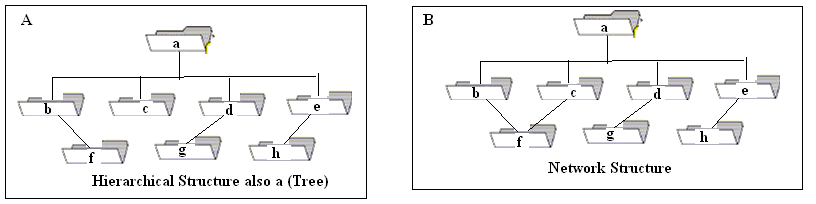 A
a
b
c
d
e
f
g
h
Hierarchical Structure also a (Tree)
B
a
b
c
d
e
f
g
h
Network Structure